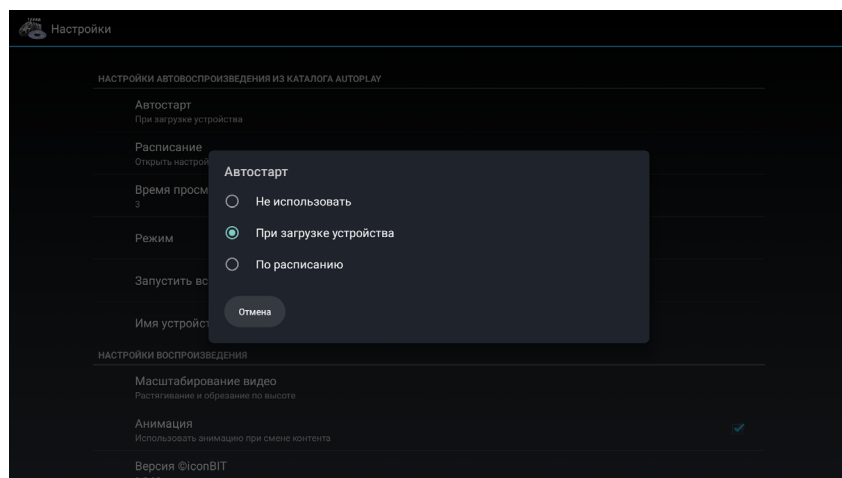 Настройки
НАСТРОЙКИ АВТОВОСПРОИЗВЕДЕНИЯ ИЗ КАТАЛОГА AUTOPLAY
Автостарт
При загрузке устройства
Расписание
Открыть настрой
Время просм
3
Режим
Запустить вс
Имя устройст
Автостарт
Не использовать
При загрузке устройства
По расписанию
Отмена
НАСТРОЙКИ ВОСПРОИЗВЕДЕНИЯ
Масштабирование видео
Растягивание и обрезание по высоте
Анимация
Использовать анимацию при смене контента
Версия ©iconBIT